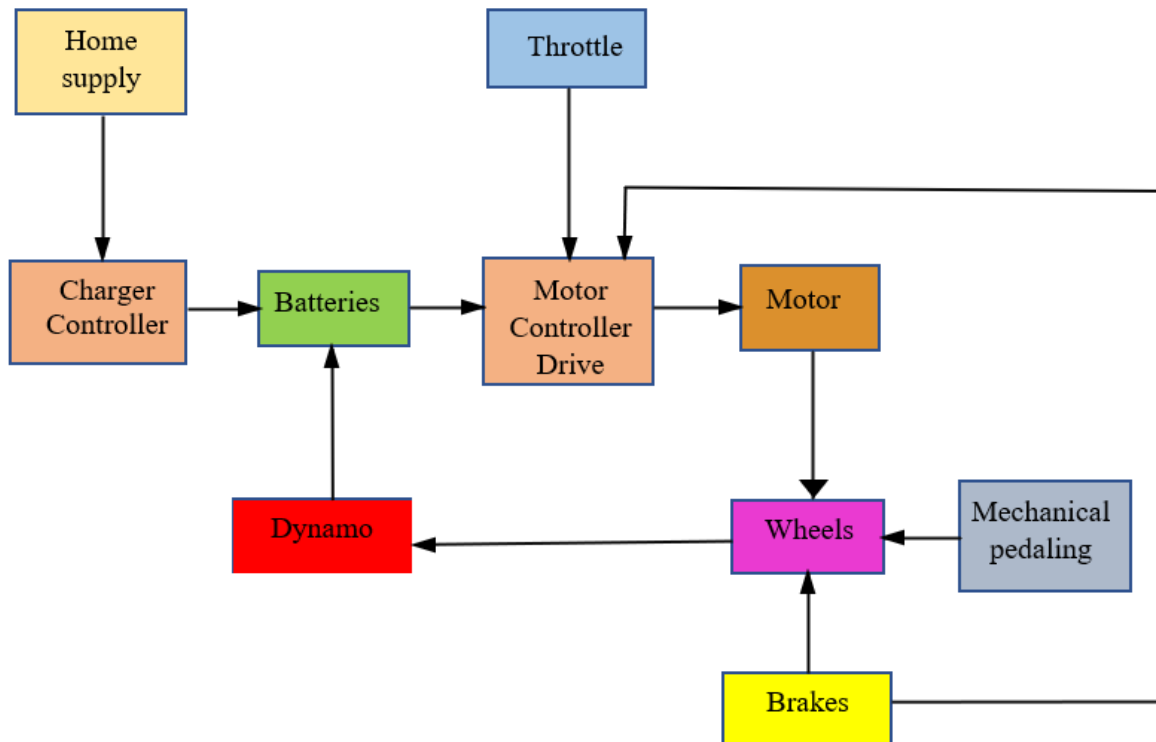 Home
supply
Throttle
Charger
Controller
Batteries
Motor
Controller
Drive
Motor
Dynamo
Wheels
Mechanical
pedaling
Brakes